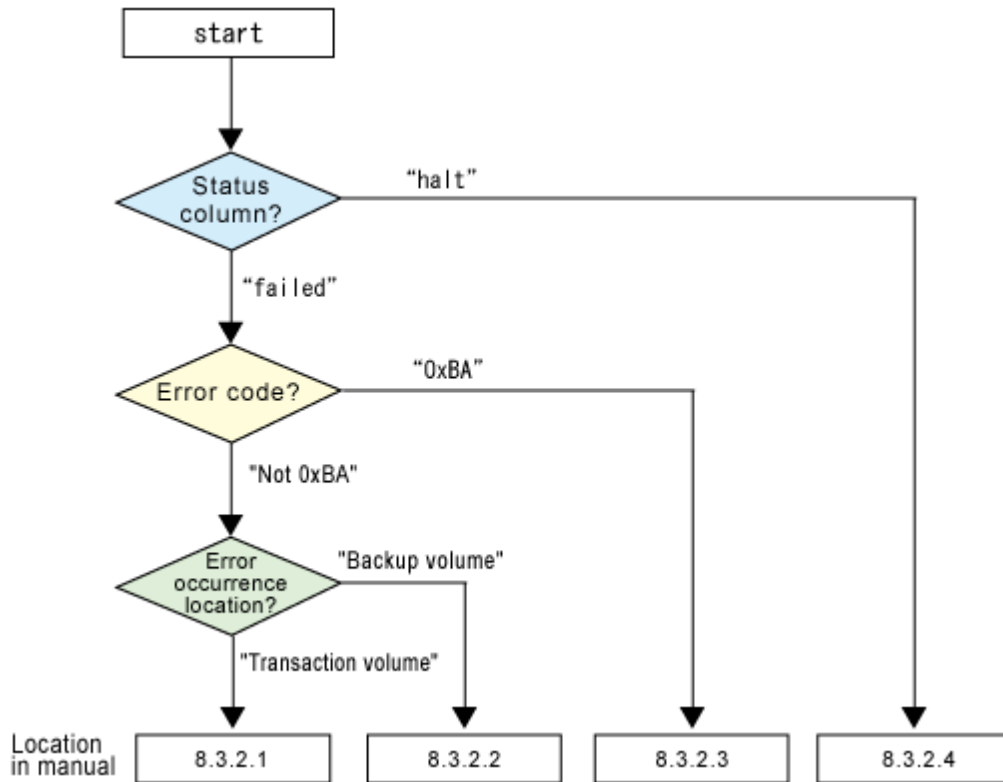 start
Status
column?
“halt”
“failed”
Error code?
“0xBA”
"Not 0xBA"
Error
occurrence
location?
"Backup volume"
"Transaction volume"
Location
in manual
8.3.2.1
8.3.2.2
8.3.2.3
8.3.2.4